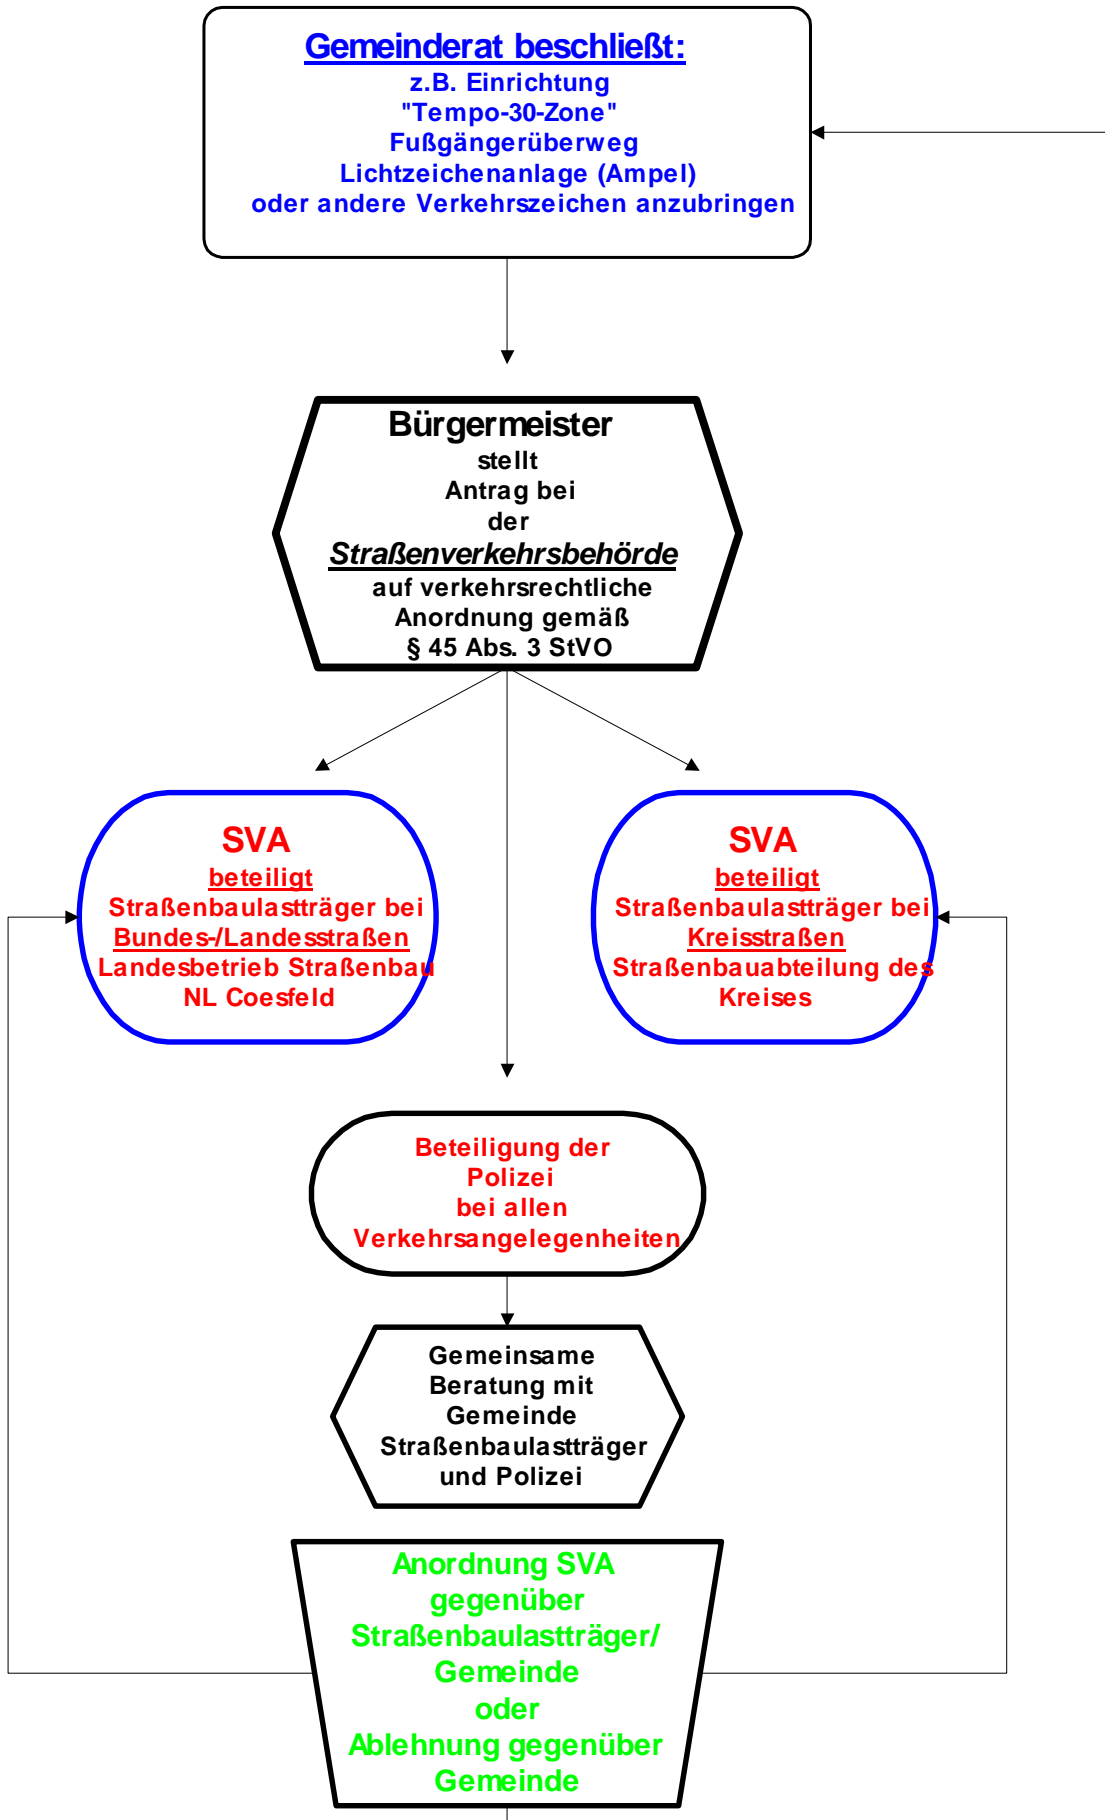 Gemeinderat beschließt:
z.B. Einrichtung
"Tempo-30-Zone"
Fußgängerüberweg
Lichtzeichenanlage (Ampel)
oder andere Verkehrszeichen anzubringen
Bürgermeister
stellt
Antrag bei
der
Straßenverkehrsbehörde
auf verkehrsrechtliche
Anordnung gemäß
§ 45 Abs. 3 StVO
SVA
beteiligt
Straßenbaulastträger bei
Bundes-/Landesstraßen
Landesbetrieb Straßenbau
NL Coesfeld
SVA
beteiligt
Straßenbaulastträger bei
Kreisstraßen
Straßenbauabteilung des
Kreises
Beteiligung der
Polizei
bei allen
Verkehrsangelegenheiten
Gemeinsame
Beratung mit
Gemeinde
Straßenbaulastträger
und Polizei
Anordnung SVA
gegenüber
Straßenbaulastträger/
Gemeinde
oder
Ablehnung gegenüber
Gemeinde